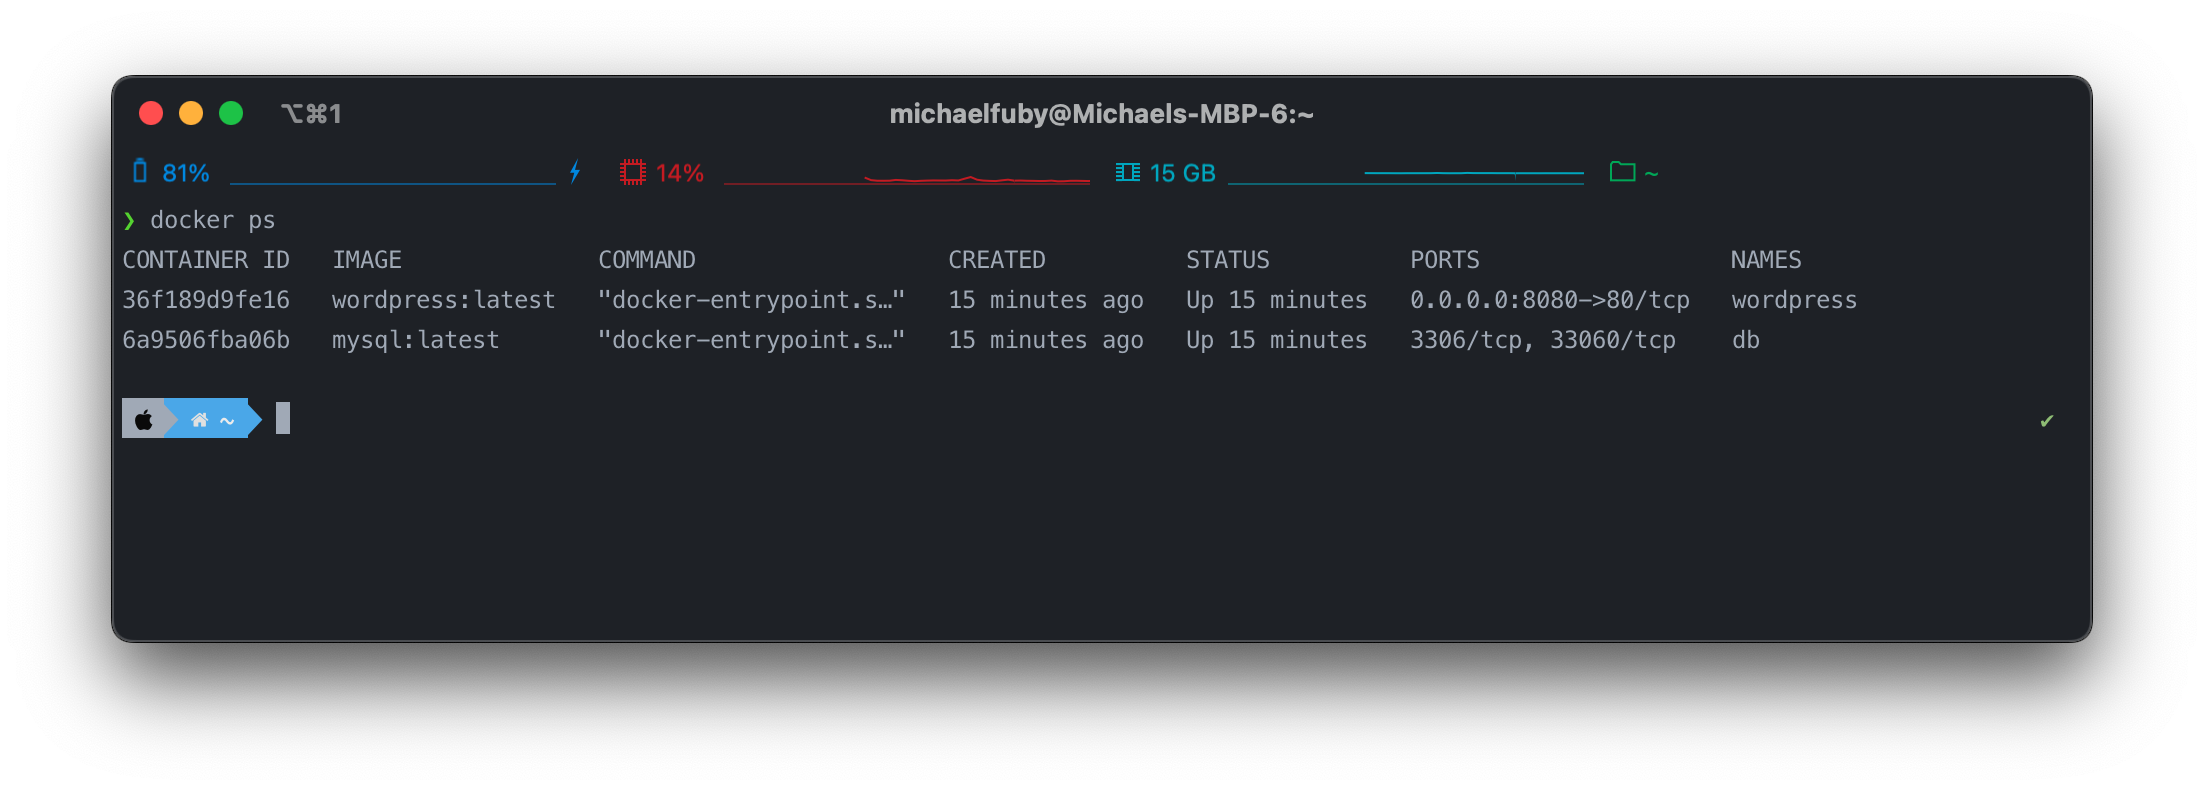 ⌥⌘1 michaelfuby@Michaels-MBP-6:~
81% 14% 15 GB ~
❯ docker ps
CONTAINER ID IMAGE COMMAND CREATED STATUS PORTS NAMES
36f189d9fe16 wordpress:latest "docker-entrypoint.s…" 15 minutes ago Up 15 minutes 0.0.0.0:8080->80/tcp wordpress
6a9506fba06b mysql:latest "docker-entrypoint.s…" 15 minutes ago Up 15 minutes 3306/tcp, 33060/tcp db
~ ✔